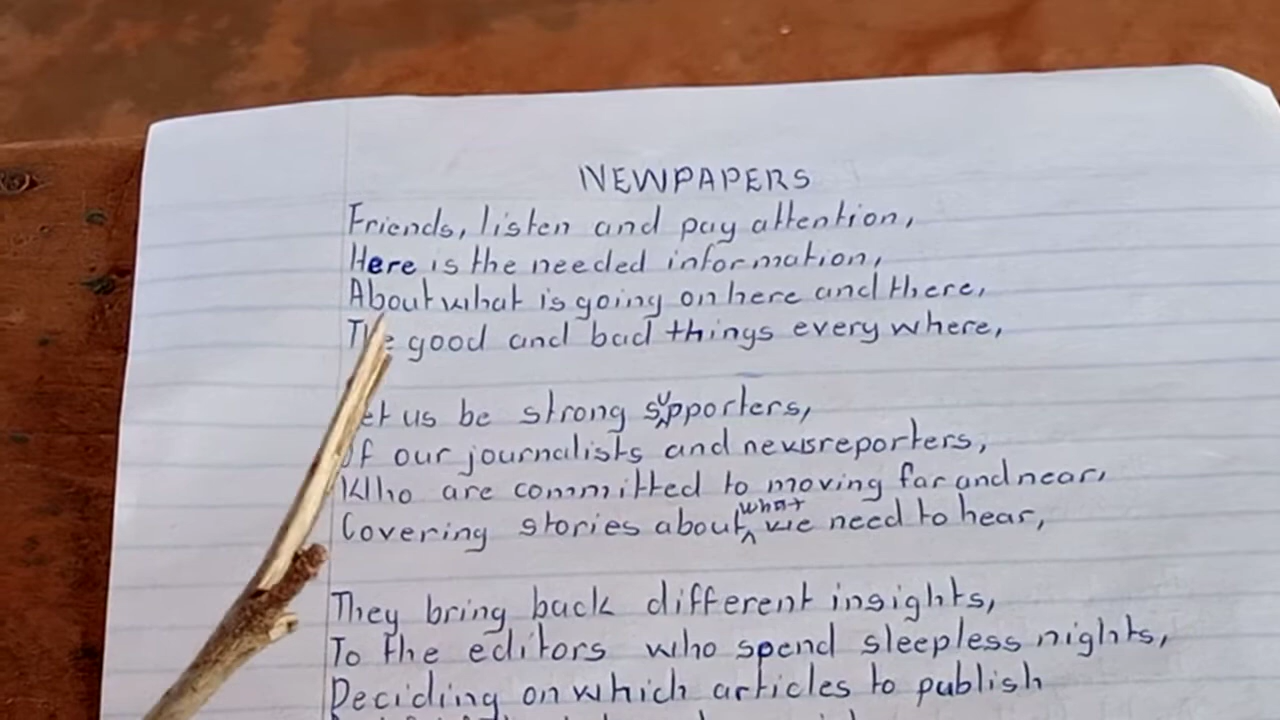 NEWPAPERS
Friends, listen and pay attention,
Here is the needed information,
About what is going on here and there,
The good and bad things every where,
et us be strong supporters,
Of our journalists and newsreporters,
Who are committed to moving far and near,
Covering stories about what we need to hear,
They bring back different insights,
To the editors who spend sleepless nights,
Deciding on which articles to publish